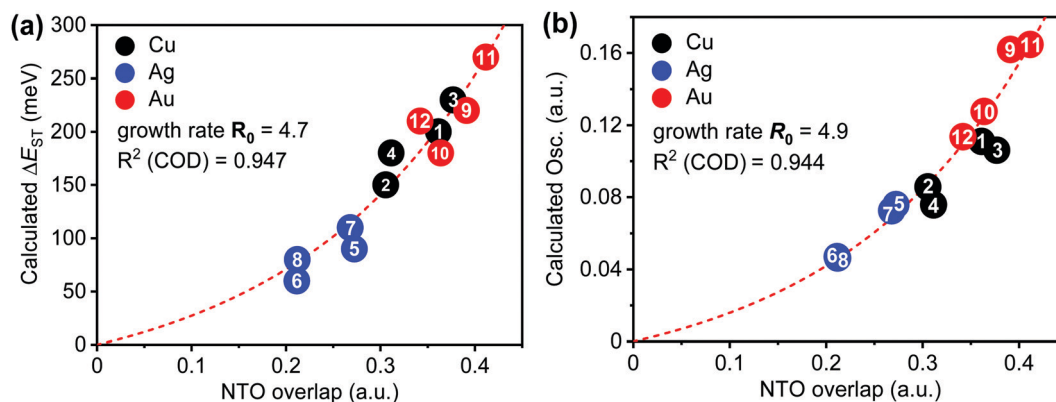 (a)
Calculated ΔE_ST (meV)
300
250
200
150
100
50
0
Cu
Ag
Au
growth rate R₀ = 4.7
R² (COD) = 0.947
11
3
9
12
1
10
4
2
7
5
8
6
0
0.1
0.2
0.3
0.4
NTO overlap (a.u.)
(b)
Calculated Osc. (a.u.)
0.16
0.12
0.08
0.04
0
Cu
Ag
Au
growth rate R₀ = 4.9
R² (COD) = 0.944
9
11
10
12
1
3
2
4
5
7
6
8
0
0.1
0.2
0.3
0.4
NTO overlap (a.u.)